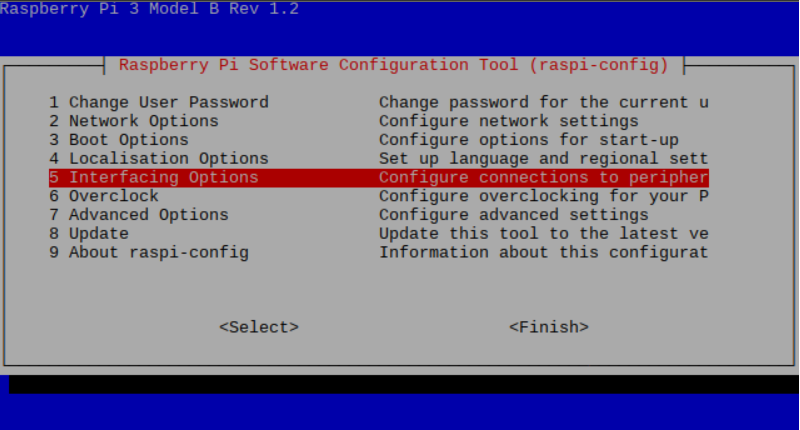 Raspberry Pi 3 Model B Rev 1.2
Raspberry Pi Software Configuration Tool (raspi-config)
1 Change User Password Change password for the current u
2 Network Options Configure network settings
3 Boot Options Configure options for start-up
4 Localisation Options Set up language and regional sett
5 Interfacing Options Configure connections to peripher
6 Overclock Configure overclocking for your P
7 Advanced Options Configure advanced settings
8 Update Update this tool to the latest ve
9 About raspi-config Information about this configurat
<Select> <Finish>